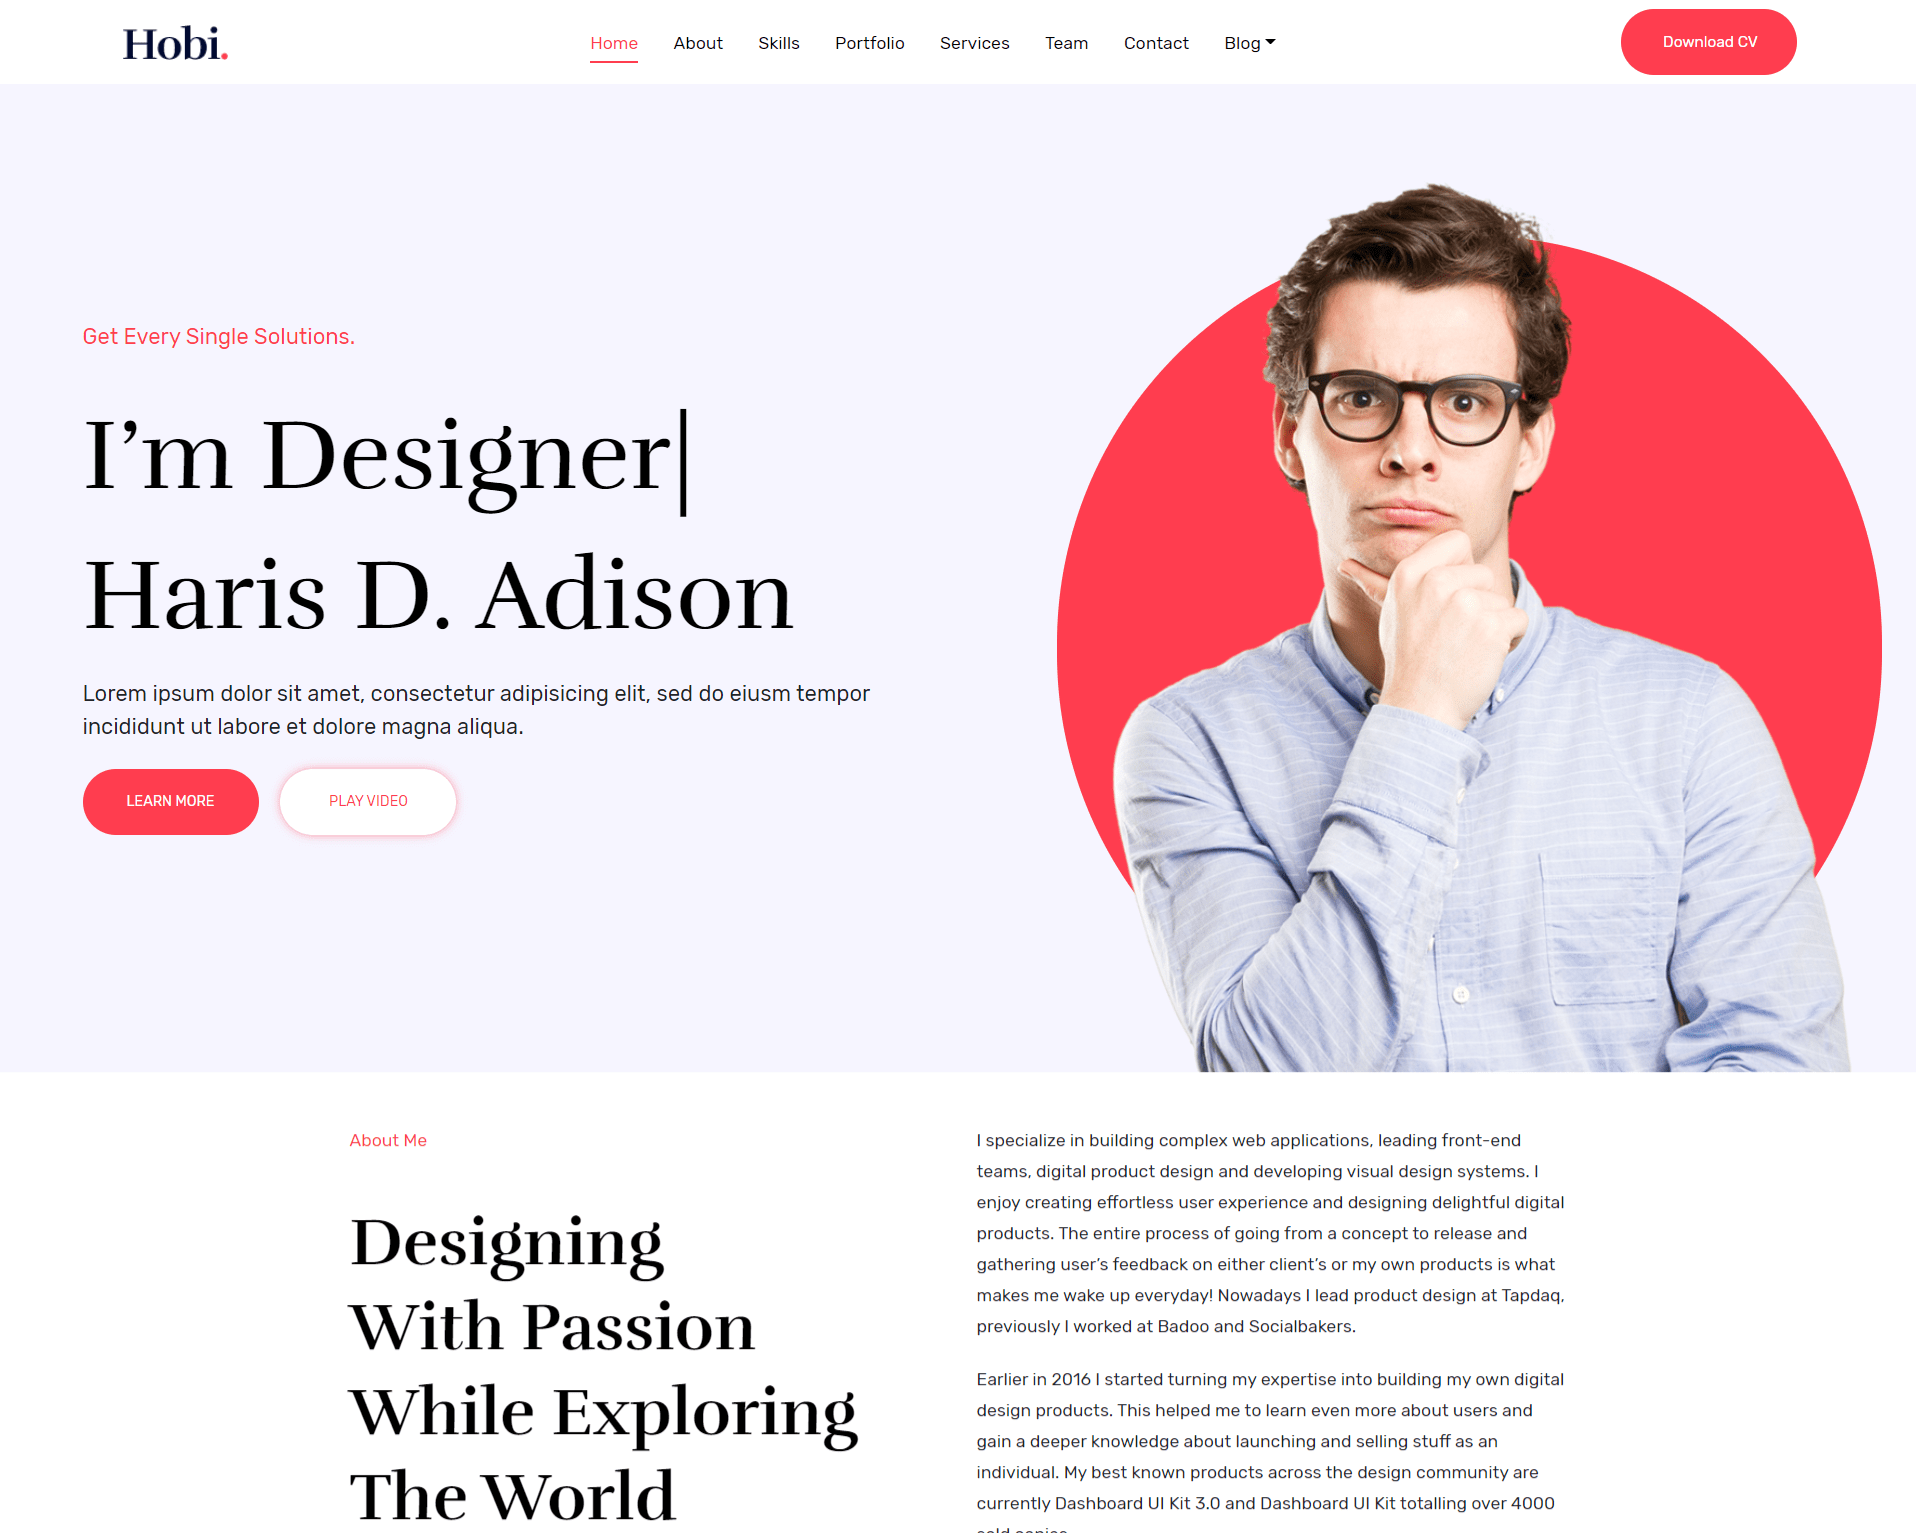 Hobi.
Home About Skills Portfolio Services Team Contact Blog
Download CV
Get Every Single Solutions.
I'm Designer|
Haris D. Adison
Lorem ipsum dolor sit amet, consectetur adipisicing elit, sed do eiusm tempor
incididunt ut labore et dolore magna aliqua.
LEARN MORE
PLAY VIDEO
About Me
Designing
With Passion
While Exploring
The World
I specialize in building complex web applications, leading front-end
teams, digital product design and developing visual design systems. I
enjoy creating effortless user experience and designing delightful digital
products. The entire process of going from a concept to release and
gathering user’s feedback on either client’s or my own products is what
makes me wake up everyday! Nowadays I lead product design at Tapdaq,
previously I worked at Badoo and Socialbakers.
Earlier in 2016 I started turning my expertise into building my own digital
design products. This helped me to learn even more about users and
gain a deeper knowledge about launching and selling stuff as an
individual. My best known products across the design community are
currently Dashboard UI Kit 3.0 and Dashboard UI Kit totalling over 4000